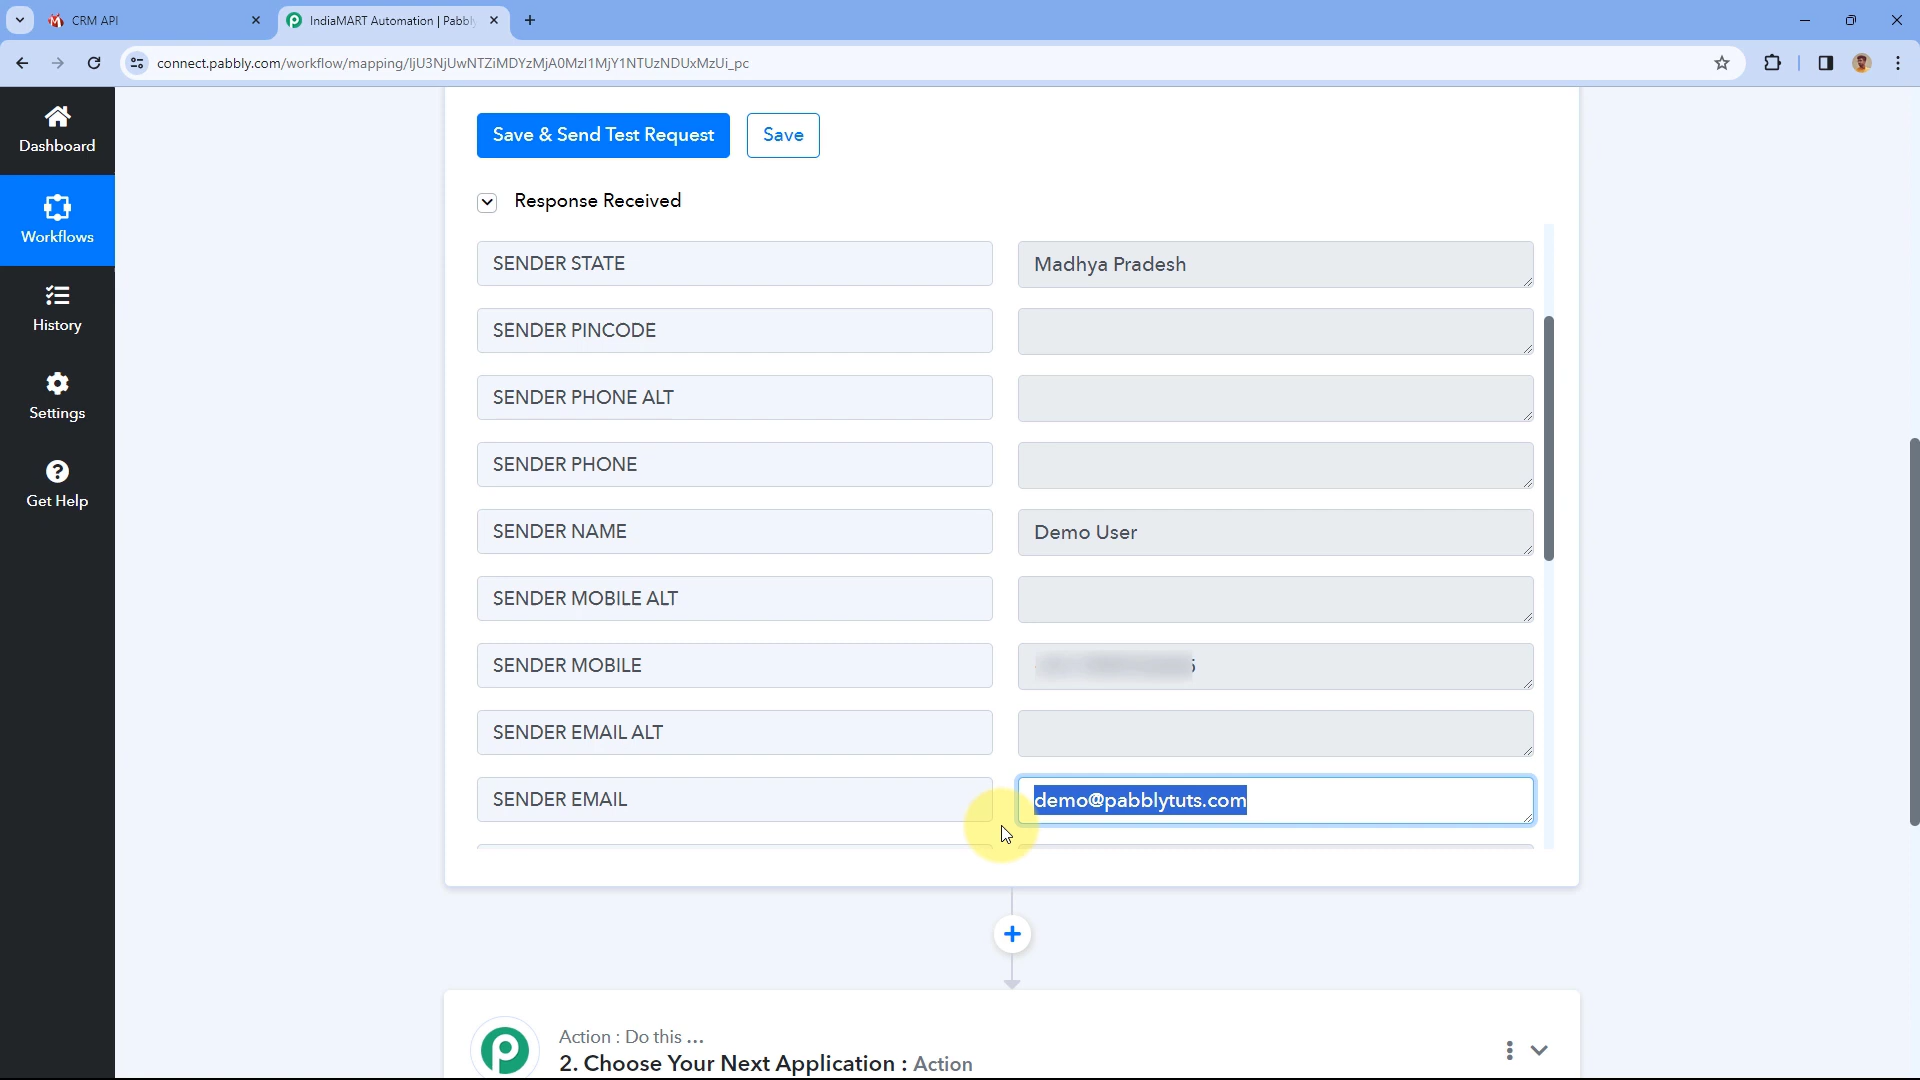 CRM API
IndiaMART Automation | Pabbly
connect.pabbly.com/workflow/mapping/IjU3NjUwNTZiMDYzMjA0MzI1MjY1NTUzNDUxMzUi_pc
Dashboard
Workflows
History
Settings
Get Help
Save & Send Test Request
Save
Response Received
SENDER STATE
Madhya Pradesh
SENDER PINCODE
SENDER PHONE ALT
SENDER PHONE
SENDER NAME
Demo User
SENDER MOBILE ALT
SENDER MOBILE
SENDER EMAIL ALT
SENDER EMAIL
demo@pabblytuts.com
Action : Do this ...
2. Choose Your Next Application : Action